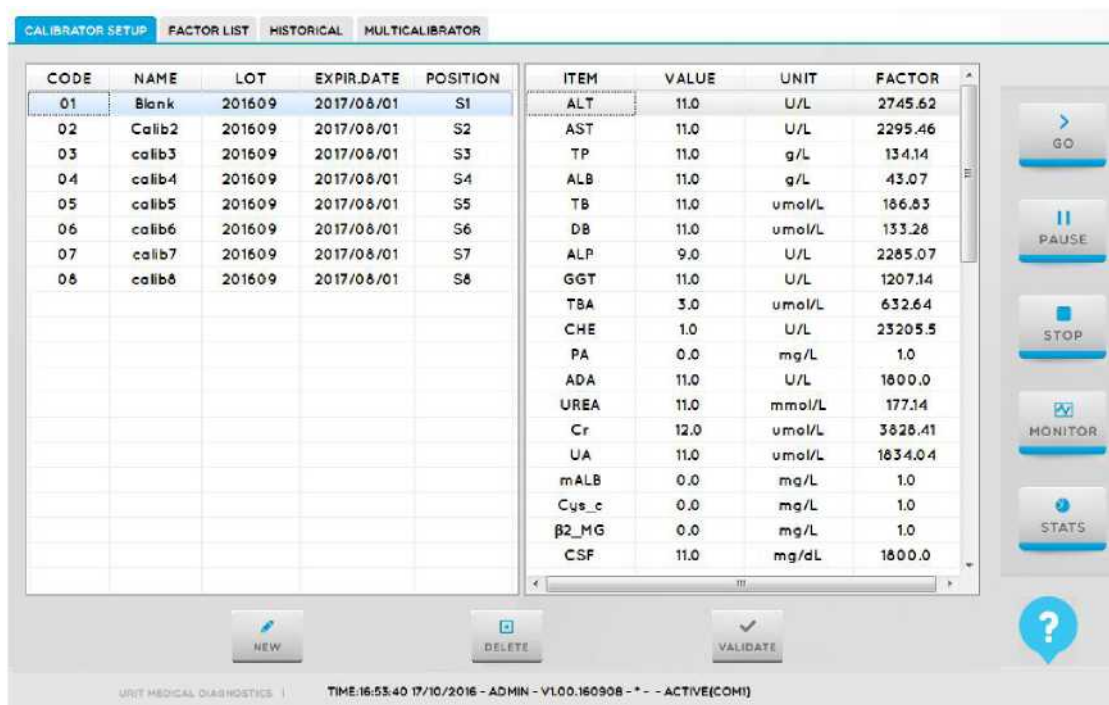 CALIBRATOR SETUP FACTOR LIST HISTORICAL MULTICALIBRATOR
CODE NAME LOT EXPIR.DATE POSITION ITEM VALUE UNIT FACTOR
01 Blank 201609 2017/08/01 S1 ALT 11.0 U/L 2745.62
02 Calib2 201609 2017/08/01 S2 AST 11.0 U/L 2295.46
03 calib3 201609 2017/08/01 S3 TP 11.0 g/L 134.14
04 calib4 201609 2017/08/01 S4 ALB 11.0 g/L 43.07
05 calib5 201609 2017/08/01 S5 TB 11.0 umol/L 186.83
06 calib6 201609 2017/08/01 S6 DB 11.0 umol/L 133.28
07 calib7 201609 2017/08/01 S7 ALP 9.0 U/L 2285.07
08 calib8 201609 2017/08/01 S8 GGT 11.0 U/L 1207.14
TBA 3.0 umol/L 632.64
CHE 1.0 U/L 23205.5
PA 0.0 mg/L 1.0
ADA 11.0 U/L 1800.0
UREA 11.0 mmol/L 177.14
Cr 12.0 umol/L 3828.41
UA 11.0 umol/L 1834.04
mALB 0.0 mg/L 1.0
Cys_c 0.0 mg/L 1.0
β2_MG 0.0 mg/L 1.0
CSF 11.0 mg/dL 1800.0
GO
PAUSE
STOP
MONITOR
STATS
?
NEW DELETE VALIDATE
URIT MEDICAL DIAGNOSTICS | TIME:16:53:40 17/10/2016 - ADMIN - V1.00.160908 - * - - ACTIVE(COM1)